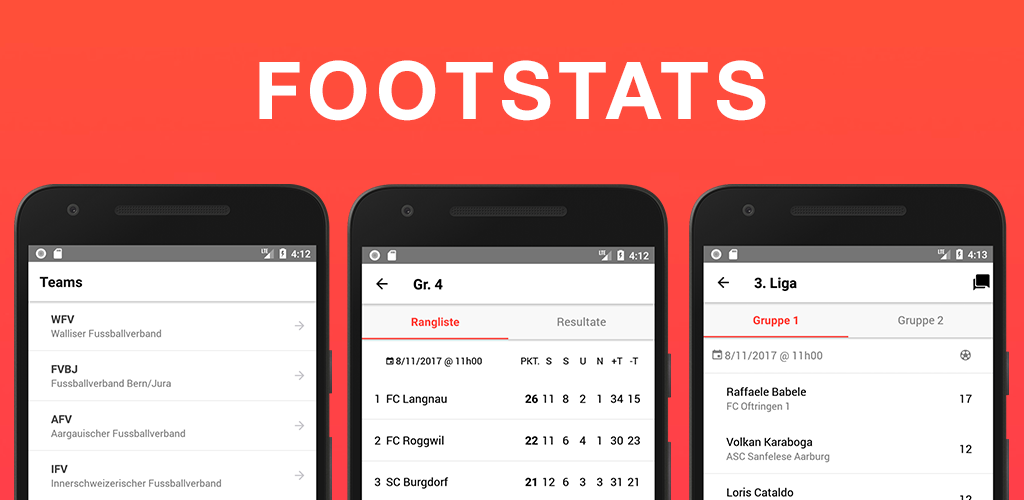 FOOTSTATS
4:12
Teams
WFV
Walliser Fussballverband
FVBJ
Fussballverband Bern/Jura
AFV
Aargauischer Fussballverband
IFV
Innerschweizerischer Fussballverband
4:12
Gr. 4
Rangliste Resultate
8/11/2017 @ 11h00 PKT. S S U N +T -T
1 FC Langnau 26 11 8 2 1 34 15
2 FC Roggwil 22 11 6 4 1 30 23
3 SC Burgdorf 21 12 6 3 3 31 21
4:13
3. Liga
Gruppe 1 Gruppe 2
8/11/2017 @ 11h00
Raffaele Babele 17
FC Oftringen 1
Volkan Karaboga 12
ASC Sanfelese Aarburg
Loris Cataldo 12